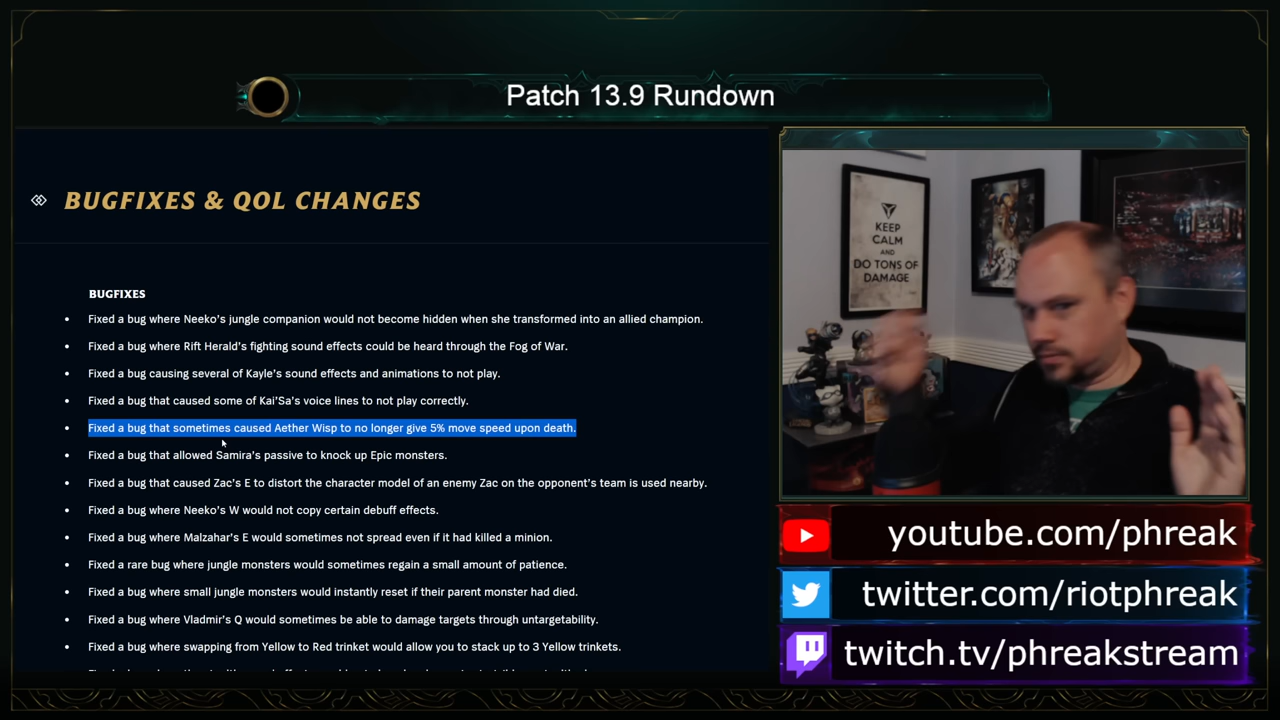 Patch 13.9 Rundown
BUGFIXES & QOL CHANGES
BUGFIXES
Fixed a bug where Neeko's jungle companion would not become hidden when she transformed into an allied champion.
Fixed a bug where Rift Herald's fighting sound effects could be heard through the Fog of War.
Fixed a bug causing several of Kayle's sound effects and animations to not play.
Fixed a bug that caused some of Kai'Sa's voice lines to not play correctly.
Fixed a bug that sometimes caused Aether Wisp to no longer give 5% move speed upon death.
Fixed a bug that allowed Samira's passive to knock up Epic monsters.
Fixed a bug that caused Zac's E to distort the character model of an enemy Zac on the opponent's team is used nearby.
Fixed a bug where Neeko's W would not copy certain debuff effects.
Fixed a bug where Malzahar's E would sometimes not spread even if it had killed a minion.
Fixed a rare bug where jungle monsters would sometimes regain a small amount of patience.
Fixed a bug where small jungle monsters would instantly reset if their parent monster had died.
Fixed a bug where Vladmir's Q would sometimes be able to damage targets through untargetability.
Fixed a bug where swapping from Yellow to Red trinket would allow you to stack up to 3 Yellow trinkets.
KEEP
CALM
AND
DO TONS OF
DAMAGE
youtube.com/phreak
twitter.com/riotphreak
twitch.tv/phreakstream